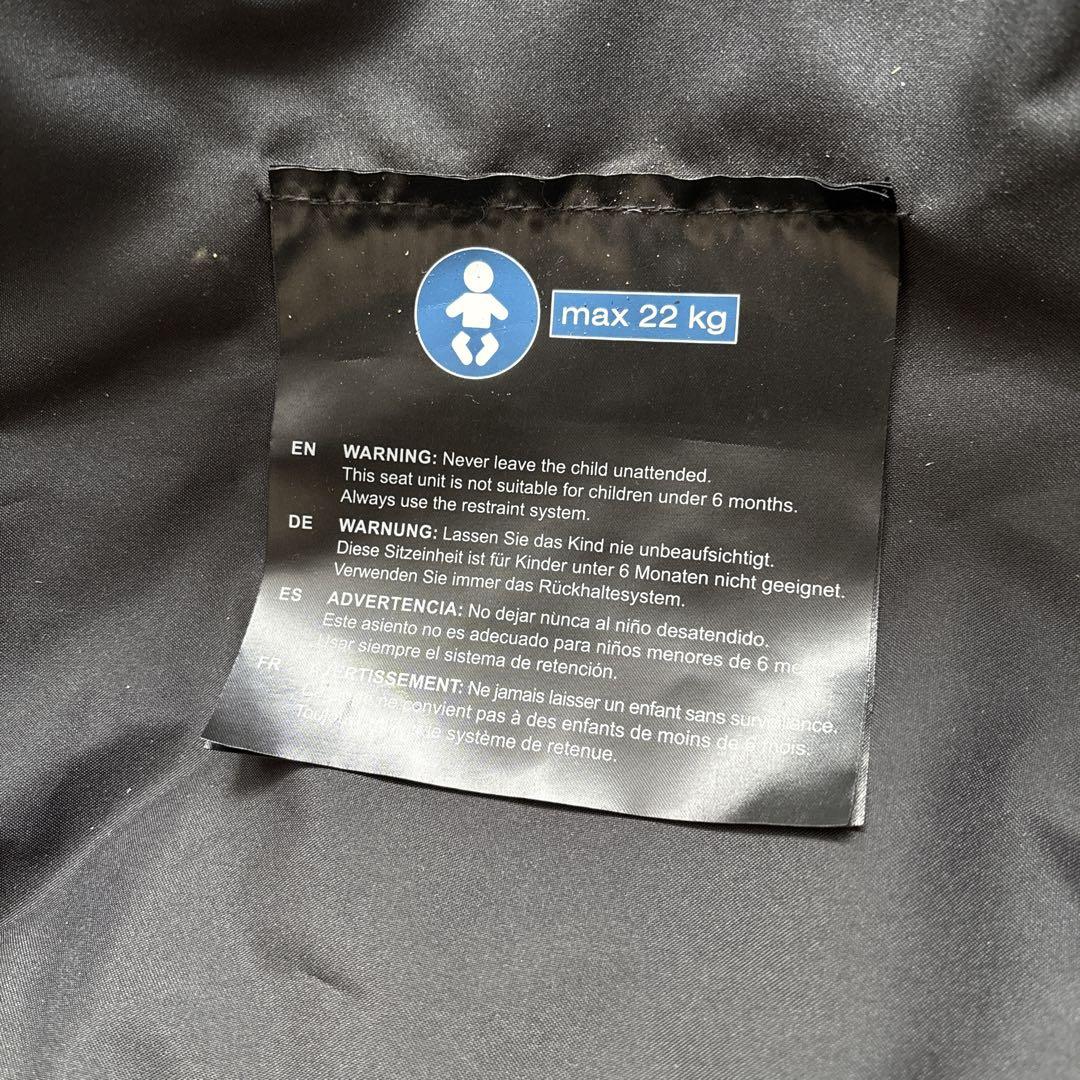 max 22 kg
EN WARNING: Never leave the child unattended.
This seat unit is not suitable for children under 6 months.
Always use the restraint system.
DE WARNUNG: Lassen Sie das Kind nie unbeaufsichtigt.
Diese Sitzeinheit ist für Kinder unter 6 Monaten nicht geeignet.
Verwenden Sie immer das Rückhaltesystem.
ES ADVERTENCIA: No dejar nùnca al niño desatendido.
Este asiento no es adecuado para niños menores de 6
Usar siempre el sistema de retención.
FR AVERTISSEMENT: Ne jamais laisser un enfant sans surveillance.
ne convient pas à des enfants de moins de 6 mois.
le système de retenue.